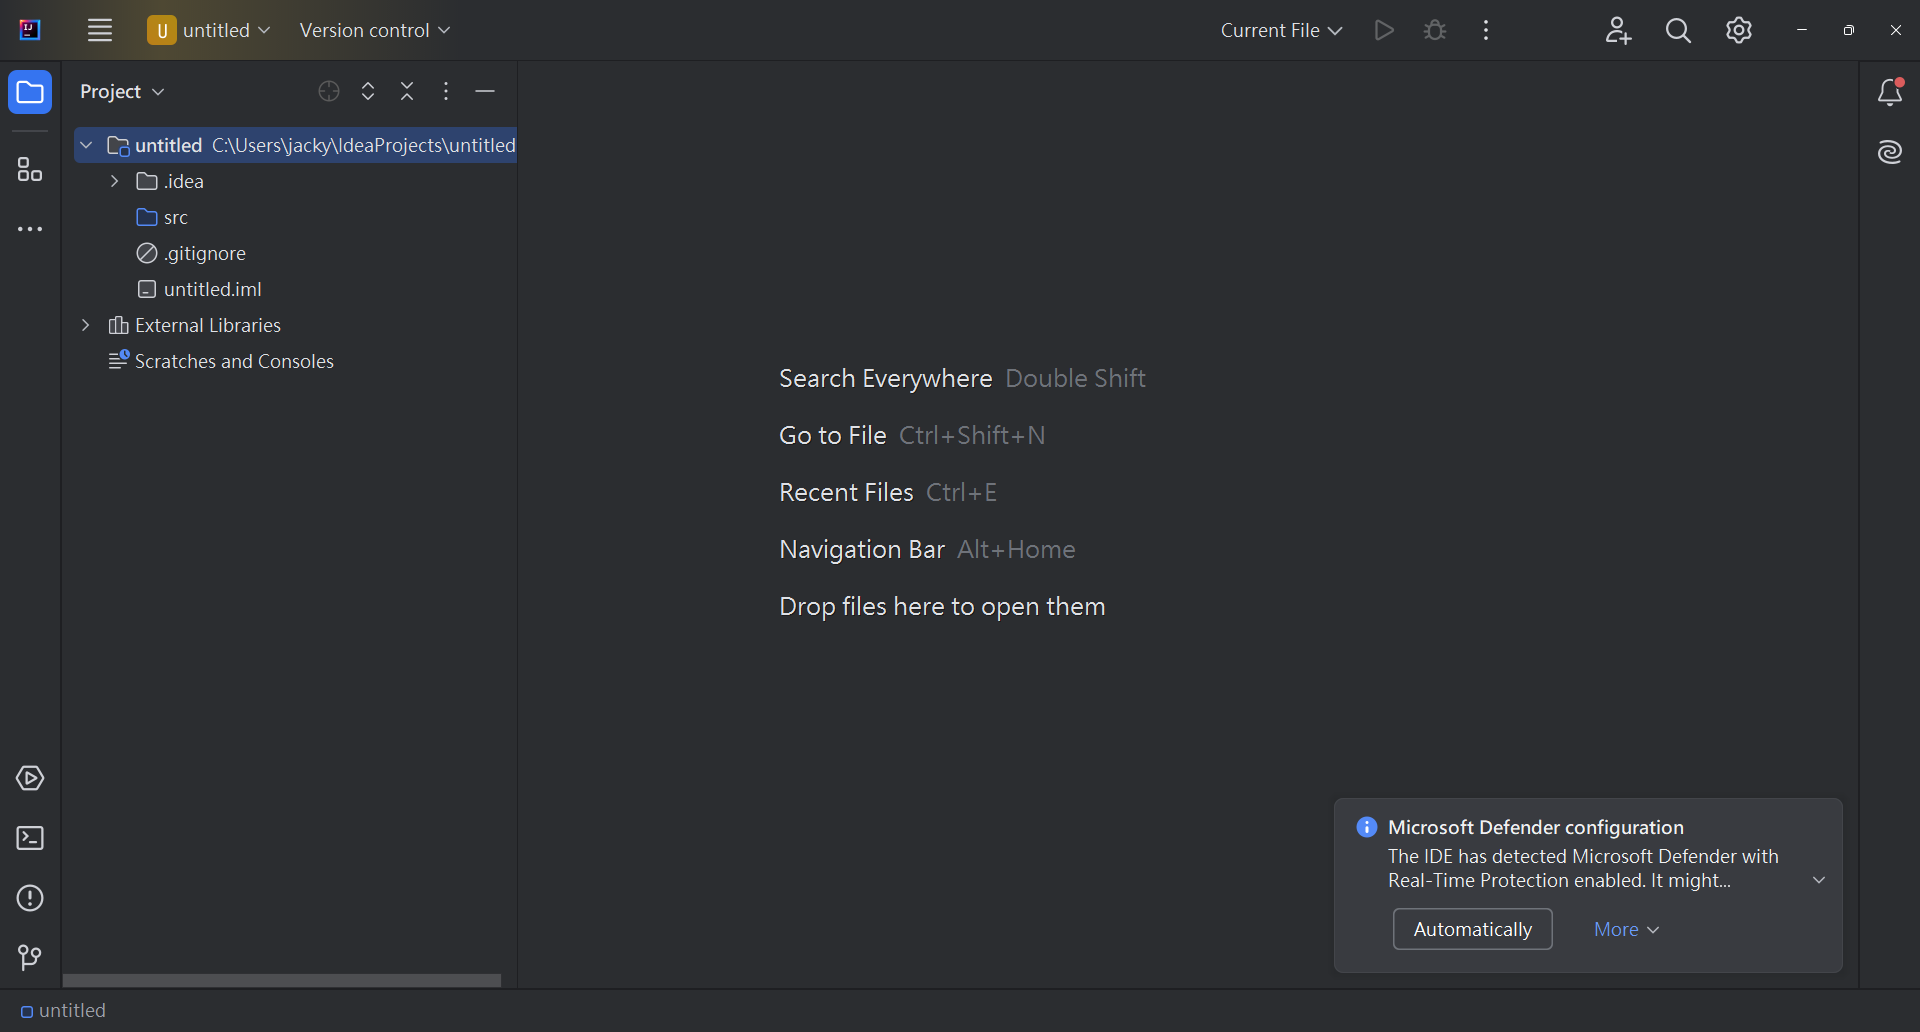 U untitled Version control Current File
Project
untitled C:\Users\jacky\IdeaProjects\untitled
.idea
src
.gitignore
untitled.iml
External Libraries
Scratches and Consoles
Search Everywhere Double Shift
Go to File Ctrl+Shift+N
Recent Files Ctrl+E
Navigation Bar Alt+Home
Drop files here to open them
Microsoft Defender configuration
The IDE has detected Microsoft Defender with
Real-Time Protection enabled. It might...
Automatically More
untitled